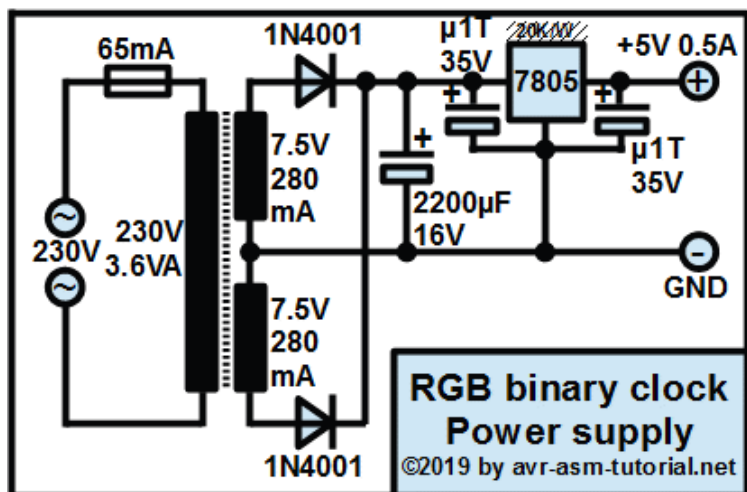 65mA
1N4001
µ1T
35V
20K/W
7805
+5V 0.5A
+
+
+
+
7.5V
280
mA
~
230V
~
230V
3.6VA
2200µF
16V
µ1T
35V
-
GND
7.5V
280
mA
1N4001
RGB binary clock
Power supply
©2019 by avr-asm-tutorial.net